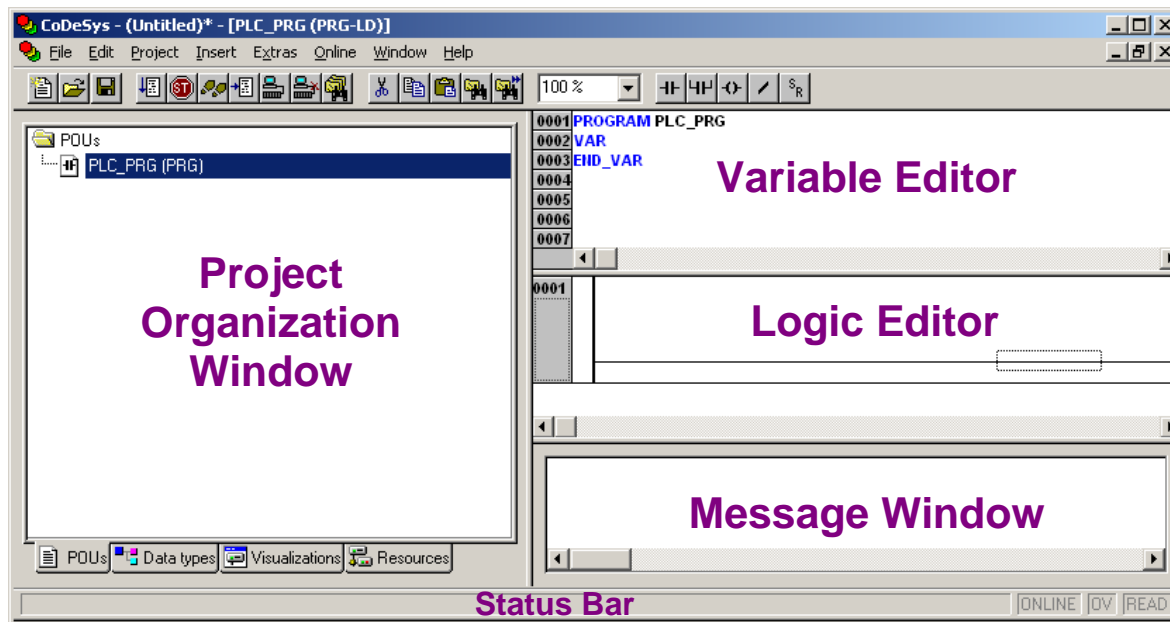 CoDeSys - (Untitled)* - [PLC_PRG (PRG-LD)]
File Edit Project Insert Extras Online Window Help
ST 100 % S R
POUs
PLC_PRG (PRG)
Project
Organization
Window
POUs Data types Visualizations Resources
0001 PROGRAM PLC_PRG
0002 VAR
0003 END_VAR
0004
0005
0006
0007
Variable Editor
0001
Logic Editor
Message Window
Status Bar
ONLINE OV READ